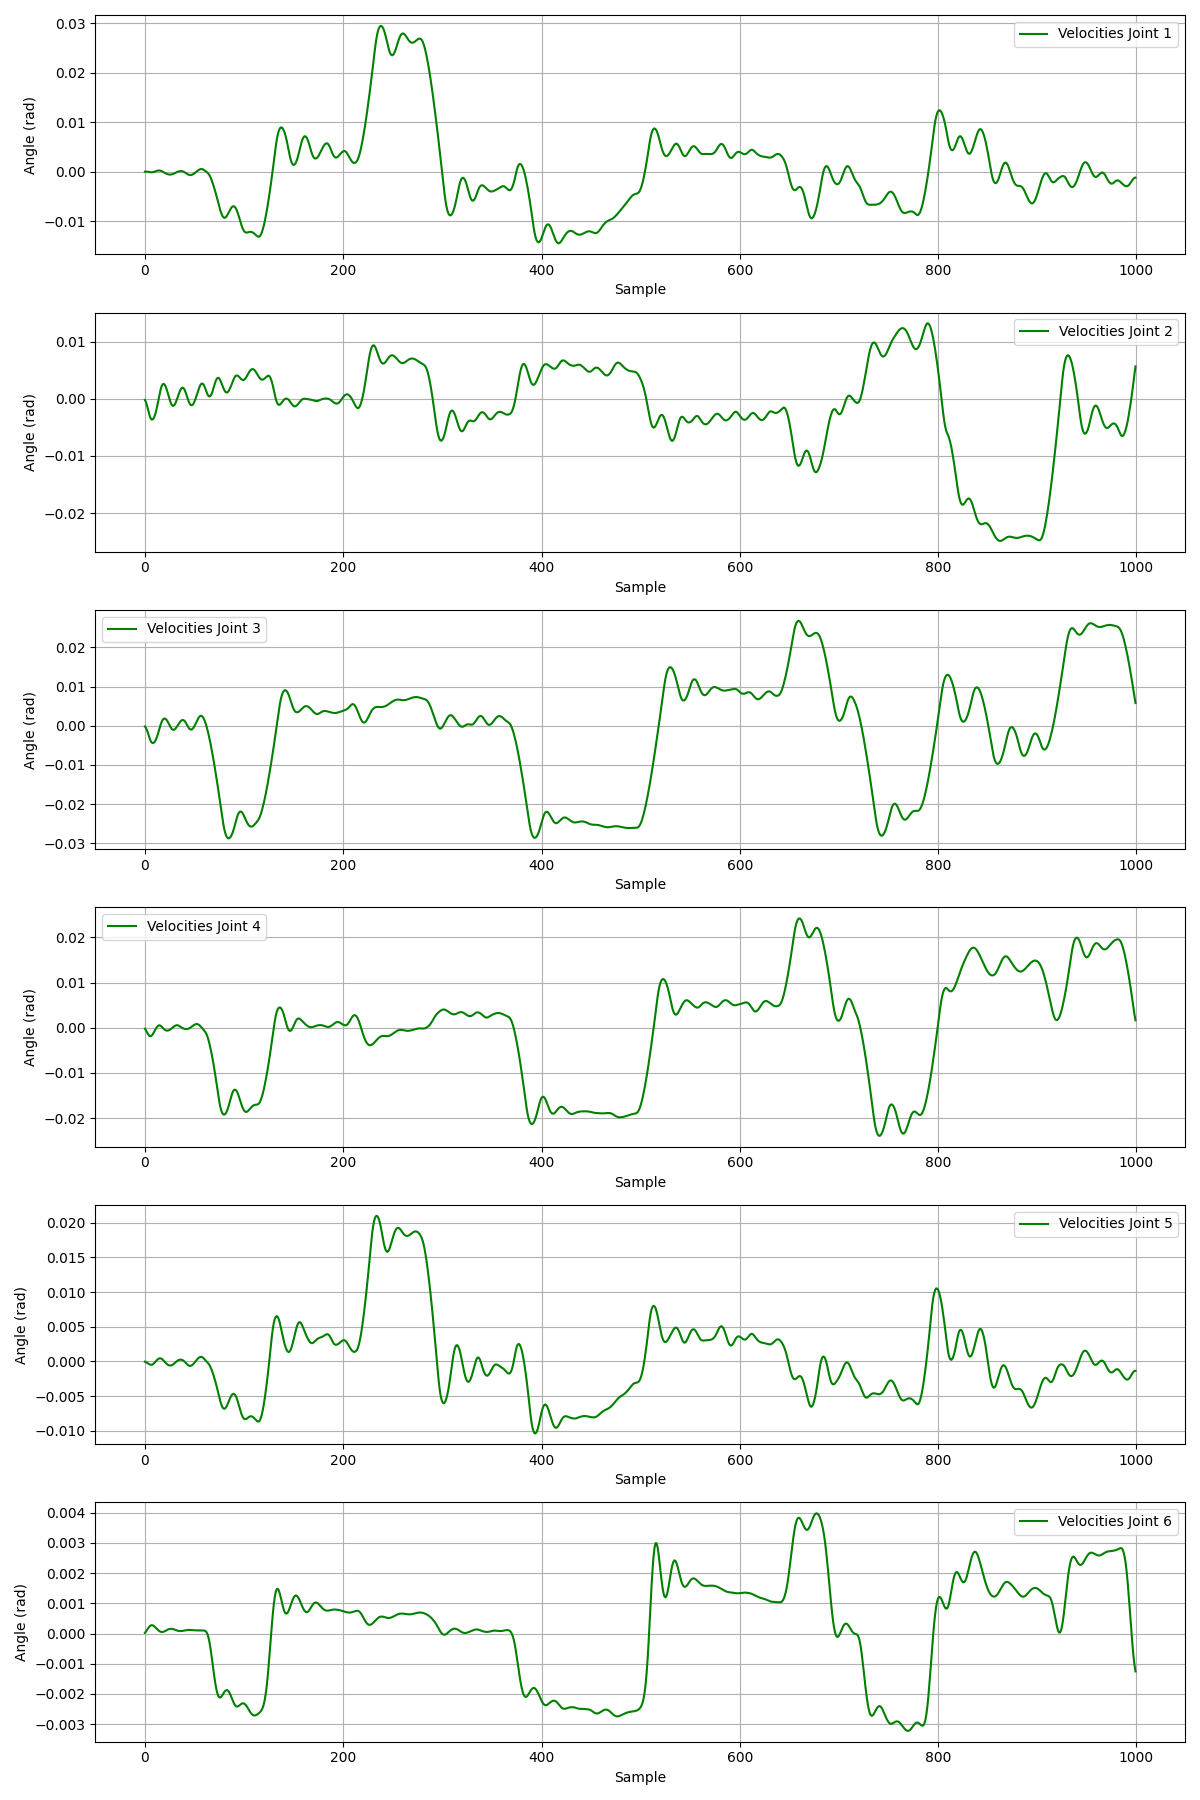 Velocities Joint 1
Angle (rad)
0.03
0.02
0.01
0.00
−0.01
0 200 400 600 800 1000
Sample
Velocities Joint 2
Angle (rad)
0.01
0.00
−0.01
−0.02
0 200 400 600 800 1000
Sample
Velocities Joint 3
Angle (rad)
0.02
0.01
0.00
−0.01
−0.02
−0.03
0 200 400 600 800 1000
Sample
Velocities Joint 4
Angle (rad)
0.02
0.01
0.00
−0.01
−0.02
0 200 400 600 800 1000
Sample
Velocities Joint 5
Angle (rad)
0.020
0.015
0.010
0.005
0.000
−0.005
−0.010
0 200 400 600 800 1000
Sample
Velocities Joint 6
Angle (rad)
0.004
0.003
0.002
0.001
0.000
−0.001
−0.002
−0.003
0 200 400 600 800 1000
Sample